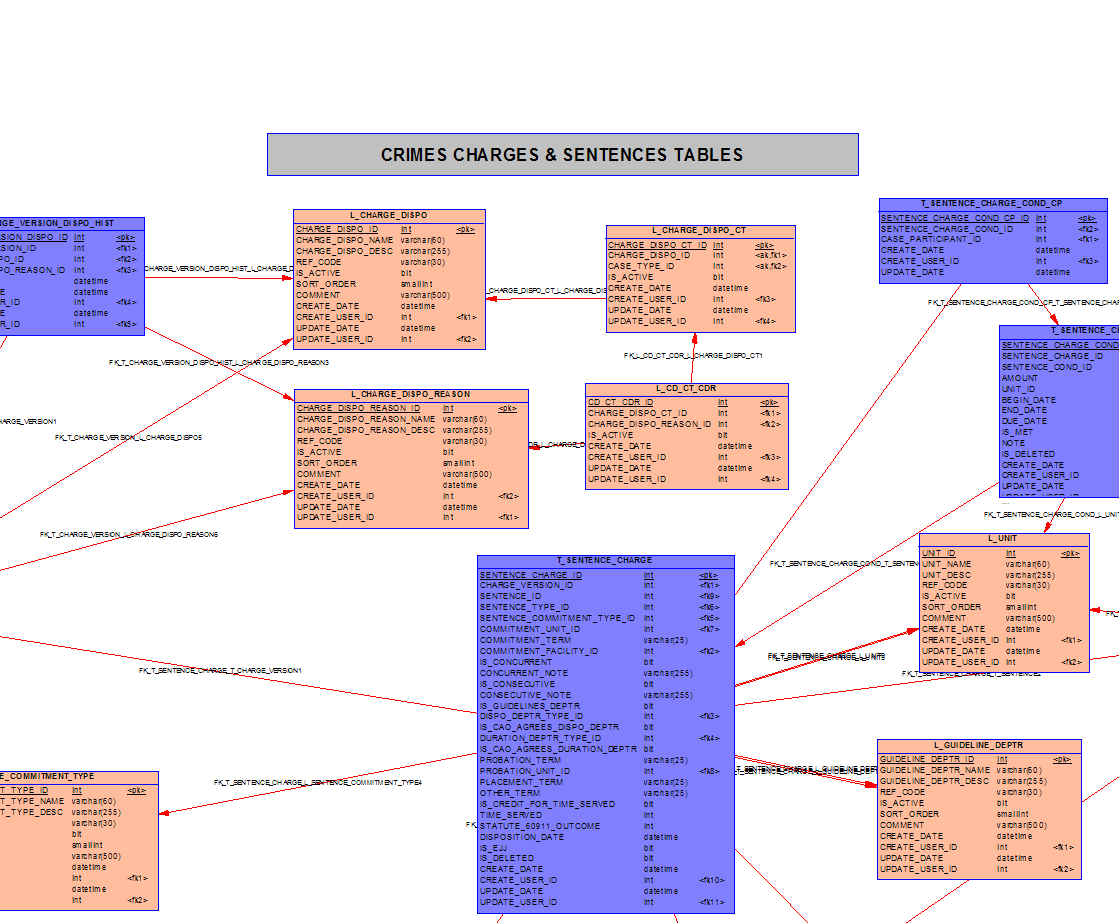 CRIMES CHARGES & SENTENCES TABLES
RGE_VERSION_DISPO_HIST
SION_DISPO_ID Int <pk>
SION_ID Int <fk1>
PO_ID Int <fk2>
PO_REASON_ID Int <fk3>
datetime
datetime
R_ID Int <fk4>
E datetime
R_ID Int <fk5>
L_CHARGE_DISPO
CHARGE_DISPO_ID Int <pk>
CHARGE_DISPO_NAME varchar(60)
CHARGE_DISPO_DESC varchar(255)
REF_CODE varchar(30)
IS_ACTIVE bit
SORT_ORDER smallint
COMMENT varchar(500)
CREATE_DATE datetime
CREATE_USER_ID Int <fk1>
UPDATE_DATE datetime
UPDATE_USER_ID Int <fk2>
L_CHARGE_DISPO_CT
CHARGE_DISPO_CT_ID Int <pk>
CHARGE_DISPO_ID Int <ak,fk1>
CASE_TYPE_ID Int <ak,fk2>
IS_ACTIVE bit
CREATE_DATE datetime
CREATE_USER_ID Int <fk3>
UPDATE_DATE datetime
UPDATE_USER_ID Int <fk4>
T_SENTENCE_CHARGE_COND_CP
SENTENCE_CHARGE_COND_CP_ID Int <pk>
SENTENCE_CHARGE_COND_ID Int <fk2>
CASE_PARTICIPANT_ID Int <fk1>
CREATE_DATE datetime
CREATE_USER_ID Int <fk3>
UPDATE_DATE datetime
CHARGE_VERSION_DISPO_HIST_L_CHARGE_D
CHARGE_DISPO_CT_L_CHARGE_DIS
FK_T_SENTENCE_CHARGE_COND_CP_T_SENTENCE_CHA
FK_T_CHARGE_VERSION_DISPO_HIST_L_CHARGE_DISPO_REASON3
FK_L_CD_CT_CDR_L_CHARGE_DISPO_CT1
T_SENTENCE_C
SENTENCE_CHARGE_COND
SENTENCE_CHARGE_ID
SENTENCE_COND_ID
AMOUNT
UNIT_ID
BEGIN_DATE
END_DATE
DUE_DATE
IS_MET
NOTE
IS_DELETED
CREATE_DATE
CREATE_USER_ID
UPDATE_DATE
UPDATE_USER_ID
...
L_CHARGE_DISPO_REASON
CHARGE_DISPO_REASON_ID Int <pk>
CHARGE_DISPO_REASON_NAME varchar(60)
CHARGE_DISPO_REASON_DESC varchar(255)
REF_CODE varchar(30)
IS_ACTIVE bit
SORT_ORDER smallint
COMMENT varchar(500)
CREATE_DATE datetime
CREATE_USER_ID Int <fk2>
UPDATE_DATE datetime
UPDATE_USER_ID Int <fk1>
L_CD_CT_CDR
CD_CT_CDR_ID Int <pk>
CHARGE_DISPO_CT_ID Int <fk1>
CHARGE_DISPO_REASON_ID Int <fk2>
IS_ACTIVE bit
CREATE_DATE datetime
CREATE_USER_ID Int <fk3>
UPDATE_DATE datetime
UPDATE_USER_ID Int <fk4>
HARGE_VERSION1
FK_T_CHARGE_VERSION_L_CHARGE_DISPO5
DR_L_CHARGE_D
FK_T_SENTENCE_CHARGE_COND_L_UNIT
FK_T_CHARGE_VERSION_L_CHARGE_DISPO_REASON6
L_UNIT
UNIT_ID Int <pk>
UNIT_NAME varchar(60)
UNIT_DESC varchar(255)
REF_CODE varchar(30)
IS_ACTIVE bit
SORT_ORDER smallint
COMMENT varchar(500)
CREATE_DATE datetime
CREATE_USER_ID Int <fk1>
UPDATE_DATE datetime
UPDATE_USER_ID Int <fk2>
FK_T_SENTENCE_CHARGE_COND_T_SENTEN
FK_
T_SENTENCE_CHARGE
SENTENCE_CHARGE_ID Int <pk>
CHARGE_VERSION_ID Int <fk1>
SENTENCE_ID Int <fk9>
SENTENCE_TYPE_ID Int <fk6>
SENTENCE_COMMITMENT_TYPE_ID Int <fk5>
COMMITMENT_UNIT_ID Int <fk7>
COMMITMENT_TERM varchar(25)
COMMITMENT_FACILITY_ID Int <fk2>
IS_CONCURRENT bit
CONCURRENT_NOTE varchar(255)
IS_CONSECUTIVE bit
CONSECUTIVE_NOTE varchar(255)
IS_GUIDELINES_DEPTR bit
DISPO_DEPTR_TYPE_ID Int <fk3>
IS_CAO_AGREES_DISPO_DEPTR bit
DURATION_DEPTR_TYPE_ID Int <fk4>
IS_CAO_AGREES_DURATION_DEPTR bit
PROBATION_TERM varchar(25)
PROBATION_UNIT_ID Int <fk8>
PLACEMENT_TERM varchar(25)
OTHER_TERM varchar(25)
IS_CREDIT_FOR_TIME_SERVED bit
TIME_SERVED Int
STATUTE_60911_OUTCOME Int
DISPOSITION_DATE datetime
IS_EJJ bit
IS_DELETED bit
CREATE_DATE datetime
CREATE_USER_ID Int <fk10>
UPDATE_DATE datetime
UPDATE_USER_ID Int <fk11>
FK_T_SENTENCE_CHARGE_T_CHARGE_VERSION1
FK_T_SENTENCE_CHARGE_T_SENTENCE2
FK_T_SENTENCE_CHARGE_L_SENTENCE_COMMITMENT_TYPE4
FK
E_COMMITMENT_TYPE
T_TYPE_ID Int <pk>
T_TYPE_NAME varchar(60)
T_TYPE_DESC varchar(255)
varchar(30)
bit
smallint
varchar(500)
datetime
Int <fk1>
datetime
Int <fk2>
L_GUIDELINE_DEPTR
GUIDELINE_DEPTR_ID Int <pk>
GUIDELINE_DEPTR_NAME varchar(60)
GUIDELINE_DEPTR_DESC varchar(255)
REF_CODE varchar(30)
IS_ACTIVE bit
SORT_ORDER smallint
COMMENT varchar(500)
CREATE_DATE datetime
CREATE_USER_ID Int <fk1>
UPDATE_DATE datetime
UPDATE_USER_ID Int <fk2>